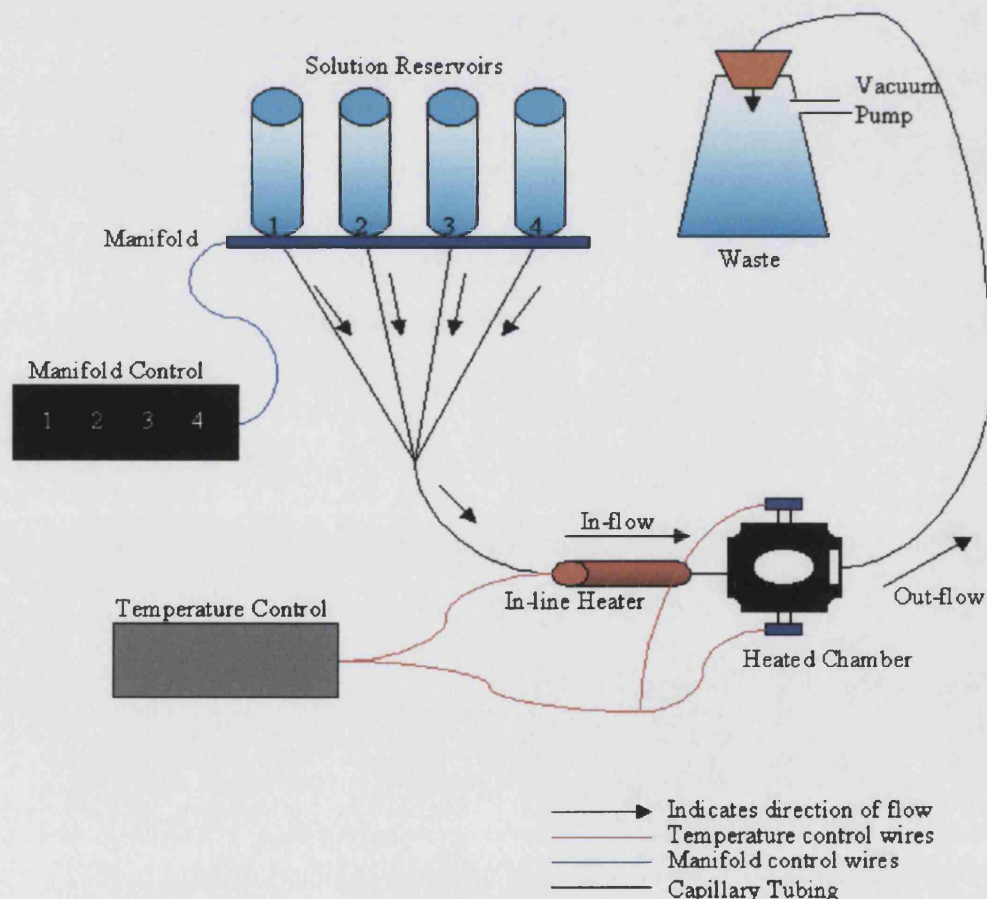 Solution Reservoirs
Vacuum
Pump
1 2 3 4
Manifold
Waste
Manifold Control
1 2 3 4
In-flow
In-line Heater
Out-flow
Temperature Control
Heated Chamber
Indicates direction of flow
Temperature control wires
Manifold control wires
Capillary Tubing